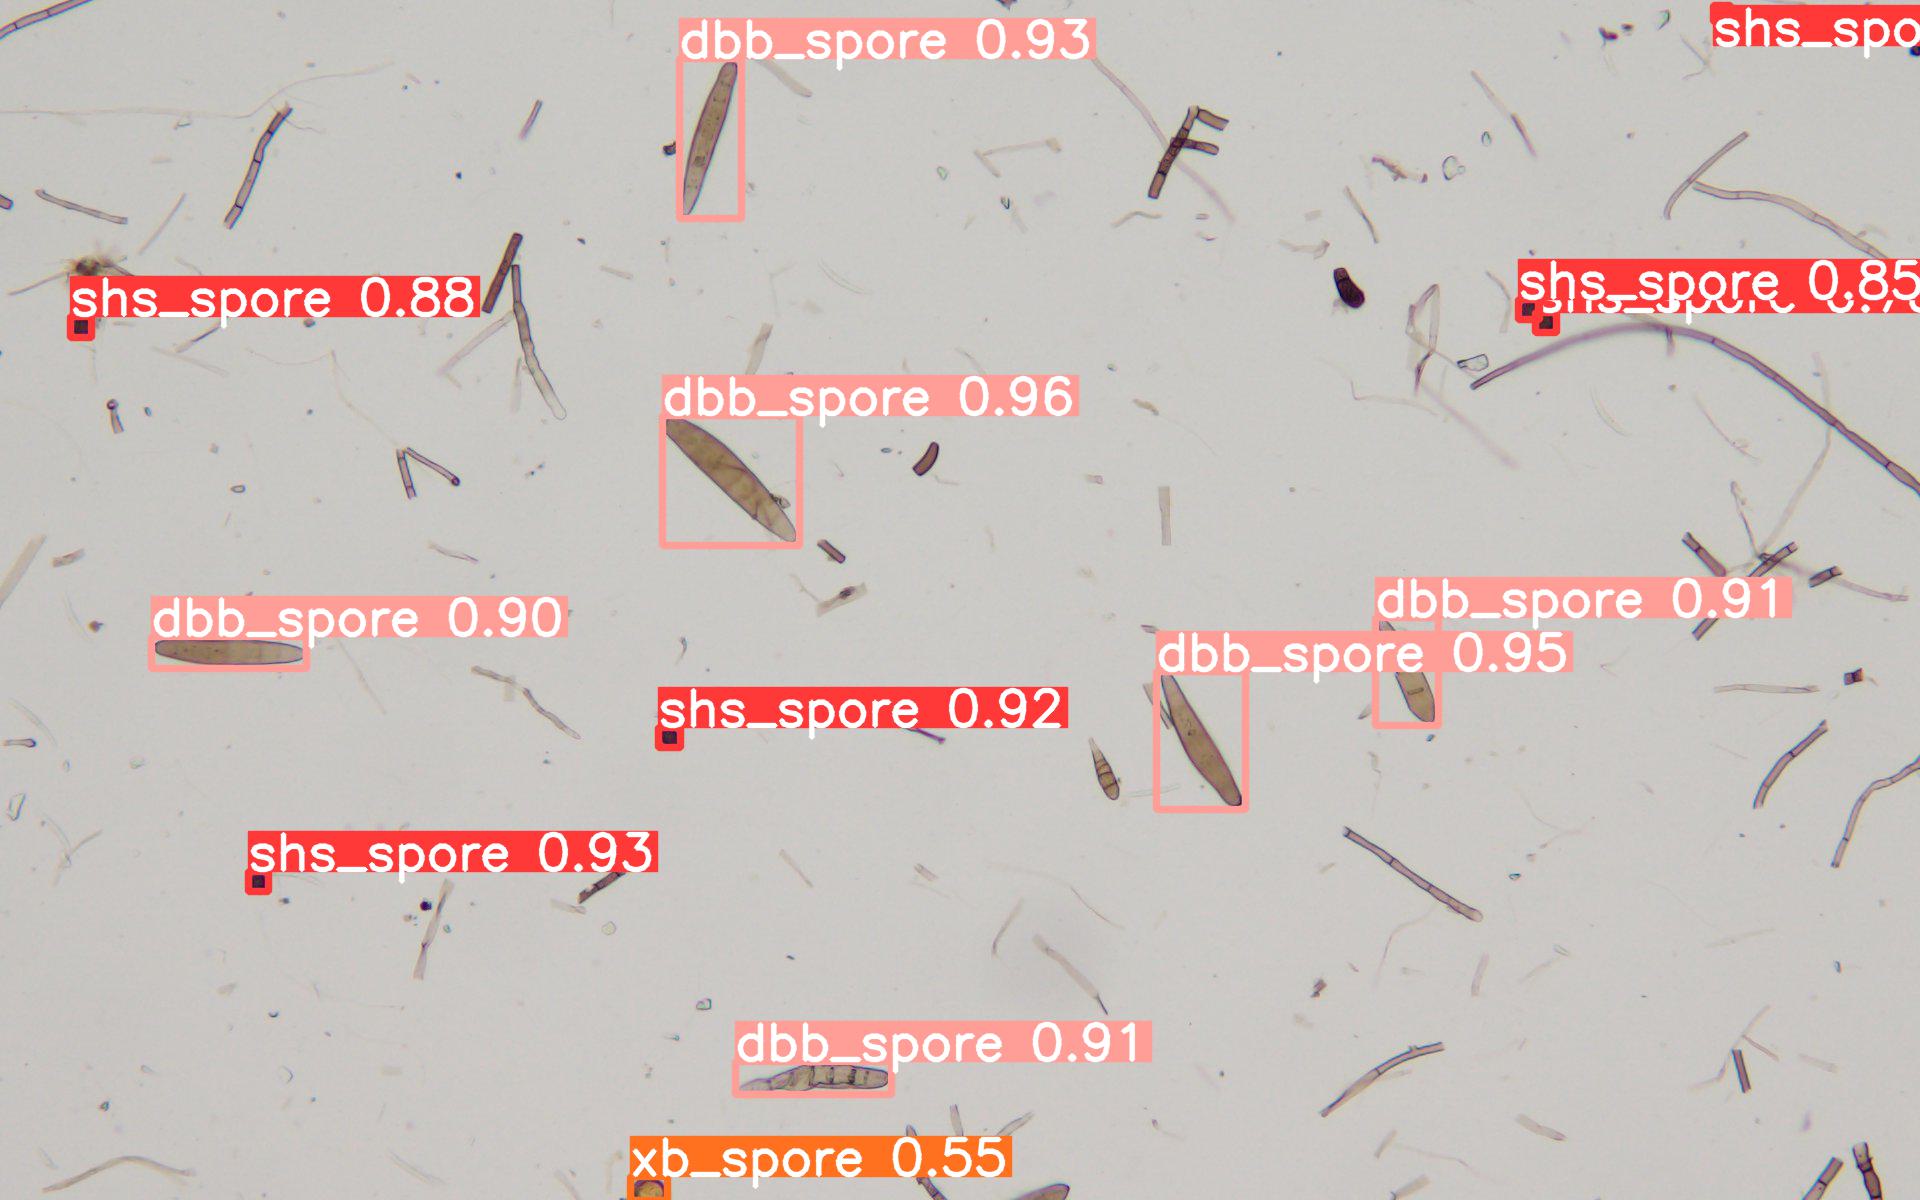 dbb_spore 0.93
shs_spo
shs_spore 0.88
shs_spore 0.85
dbb_spore 0.96
dbb_spore 0.90
dbb_spore 0.91
dbb_spore 0.95
shs_spore 0.92
shs_spore 0.93
dbb_spore 0.91
xb_spore 0.55